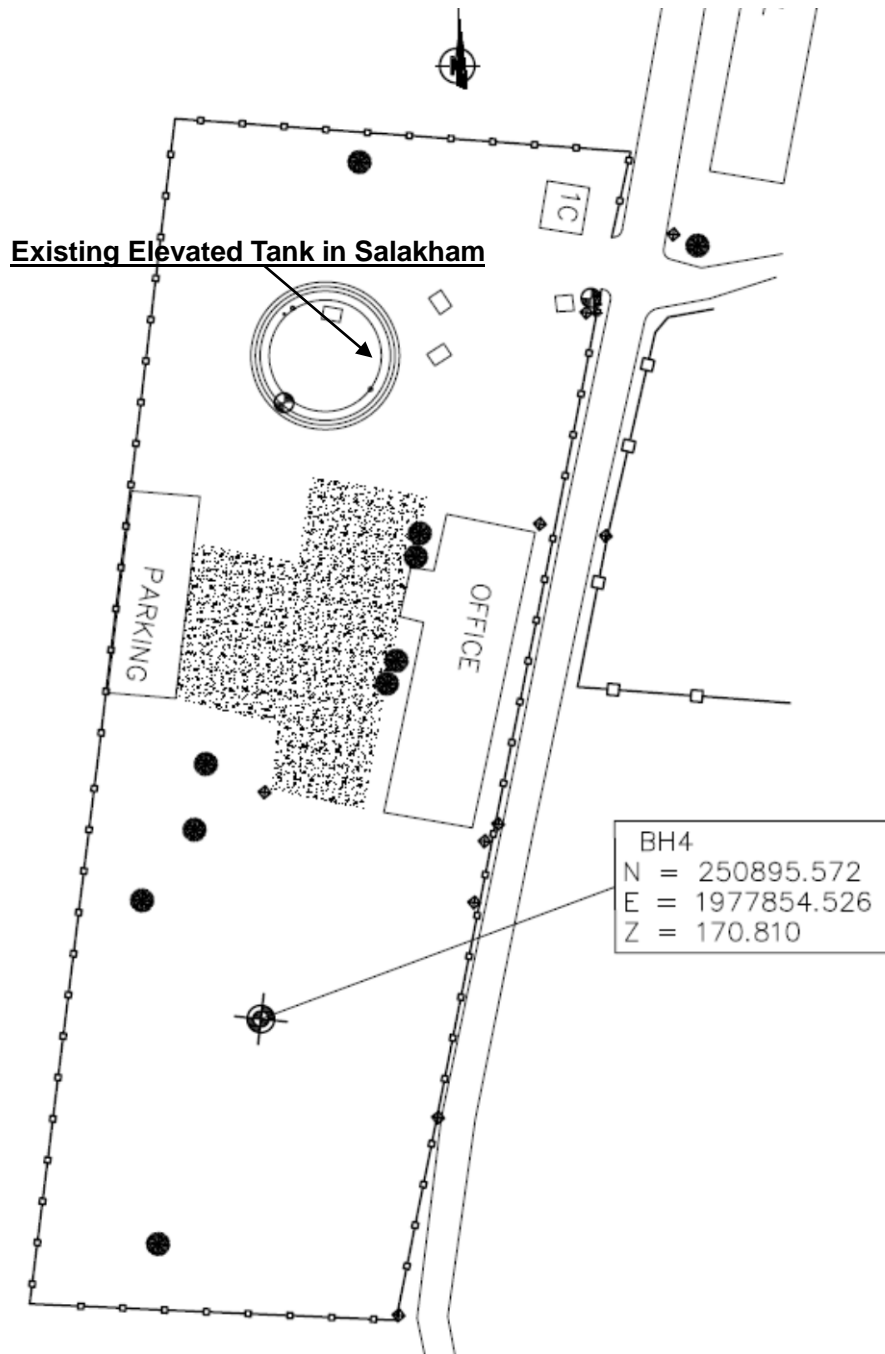 N
1C
Existing Elevated Tank in Salakham
PARKING
OFFICE
BH4
N = 250895.572
E = 1977854.526
Z = 170.810